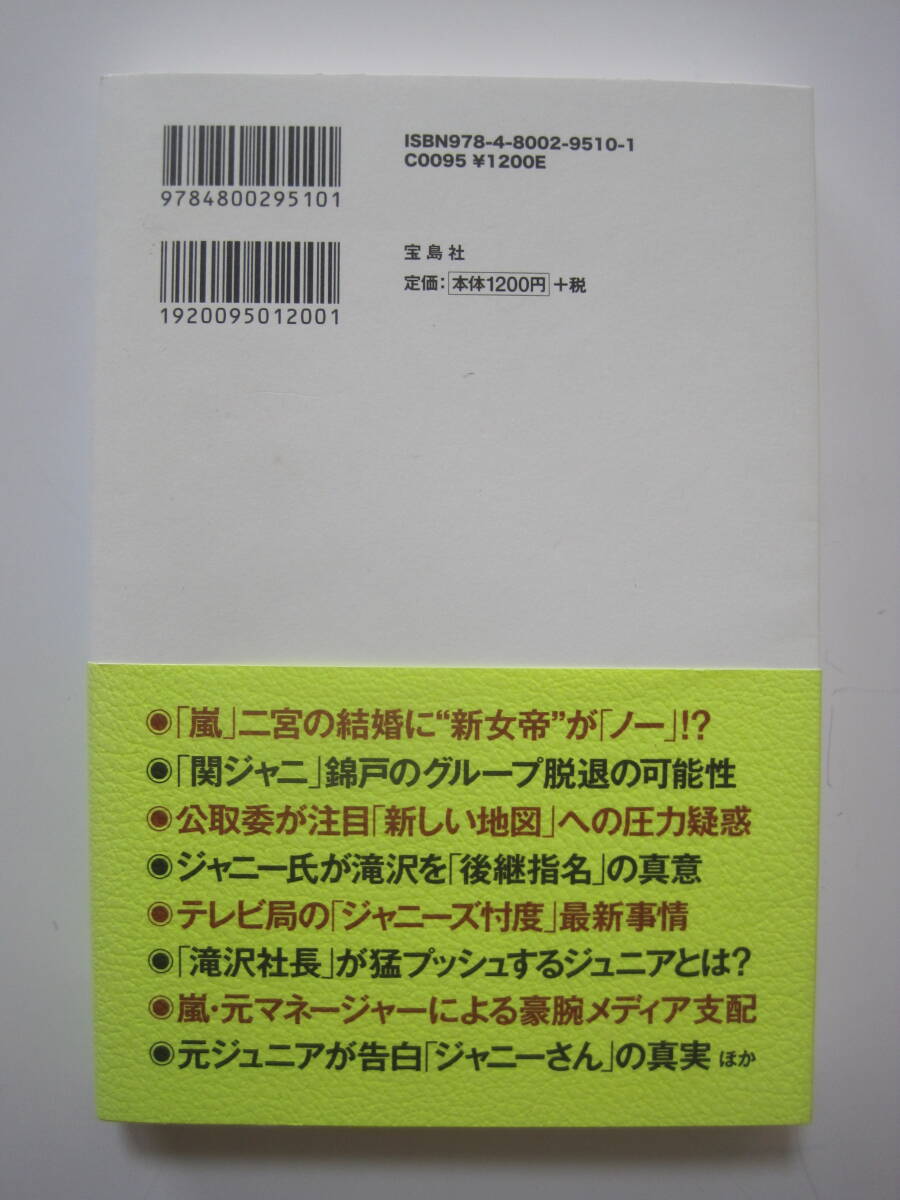 ISBN978-4-8002-9510-1
C0095 ¥1200E
9784800295101
宝島社
定価：本体1200円＋税
1920095012001
◉「嵐」二宮の結婚に“新女帝”が「ノー」!?
◉「関ジャニ」錦戸のグループ脱退の可能性
◉公取委が注目「新しい地図」への圧力疑惑
◉ジャニー氏が滝沢を「後継指名」の真意
◉テレビ局の「ジャニーズ忖度」最新事情
◉「滝沢社長」が猛プッシュするジュニアとは?
◉嵐・元マネージャーによる豪腕メディア支配
◉元ジュニアが告白「ジャニーさん」の真実 ほか